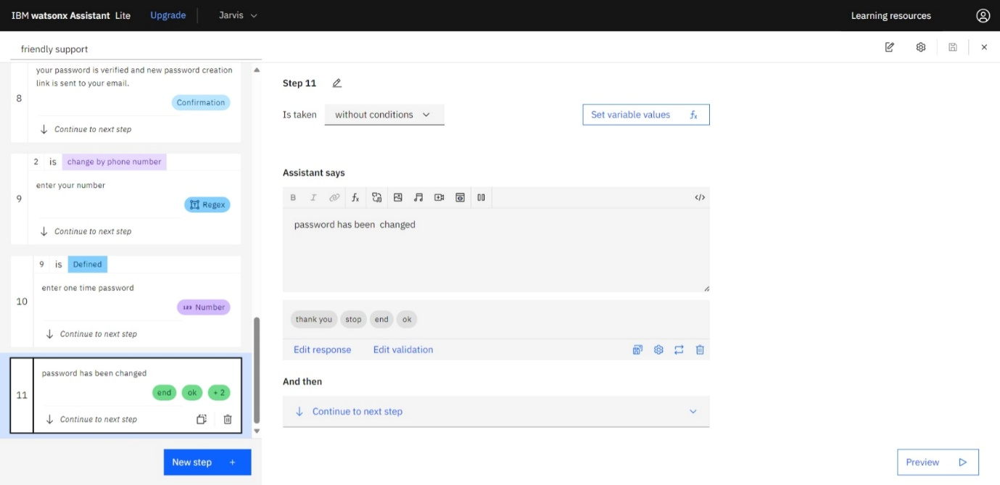 IBM watsonx Assistant Lite Upgrade Jarvis Learning resources
friendly support
8
your password is verified and new password creation
link is sent to your email.
Confirmation
Continue to next step
2 is change by phone number
9
enter your number
Regex
Continue to next step
9 is Defined
10
enter one time password
123 Number
Continue to next step
11
password has been changed
end ok + 2
Continue to next step
New step +
Step 11
Is taken without conditions Set variable values fx
Assistant says
B I fx </>
password has been  changed
thank you stop end ok
Edit response Edit validation
And then
Continue to next step
Preview